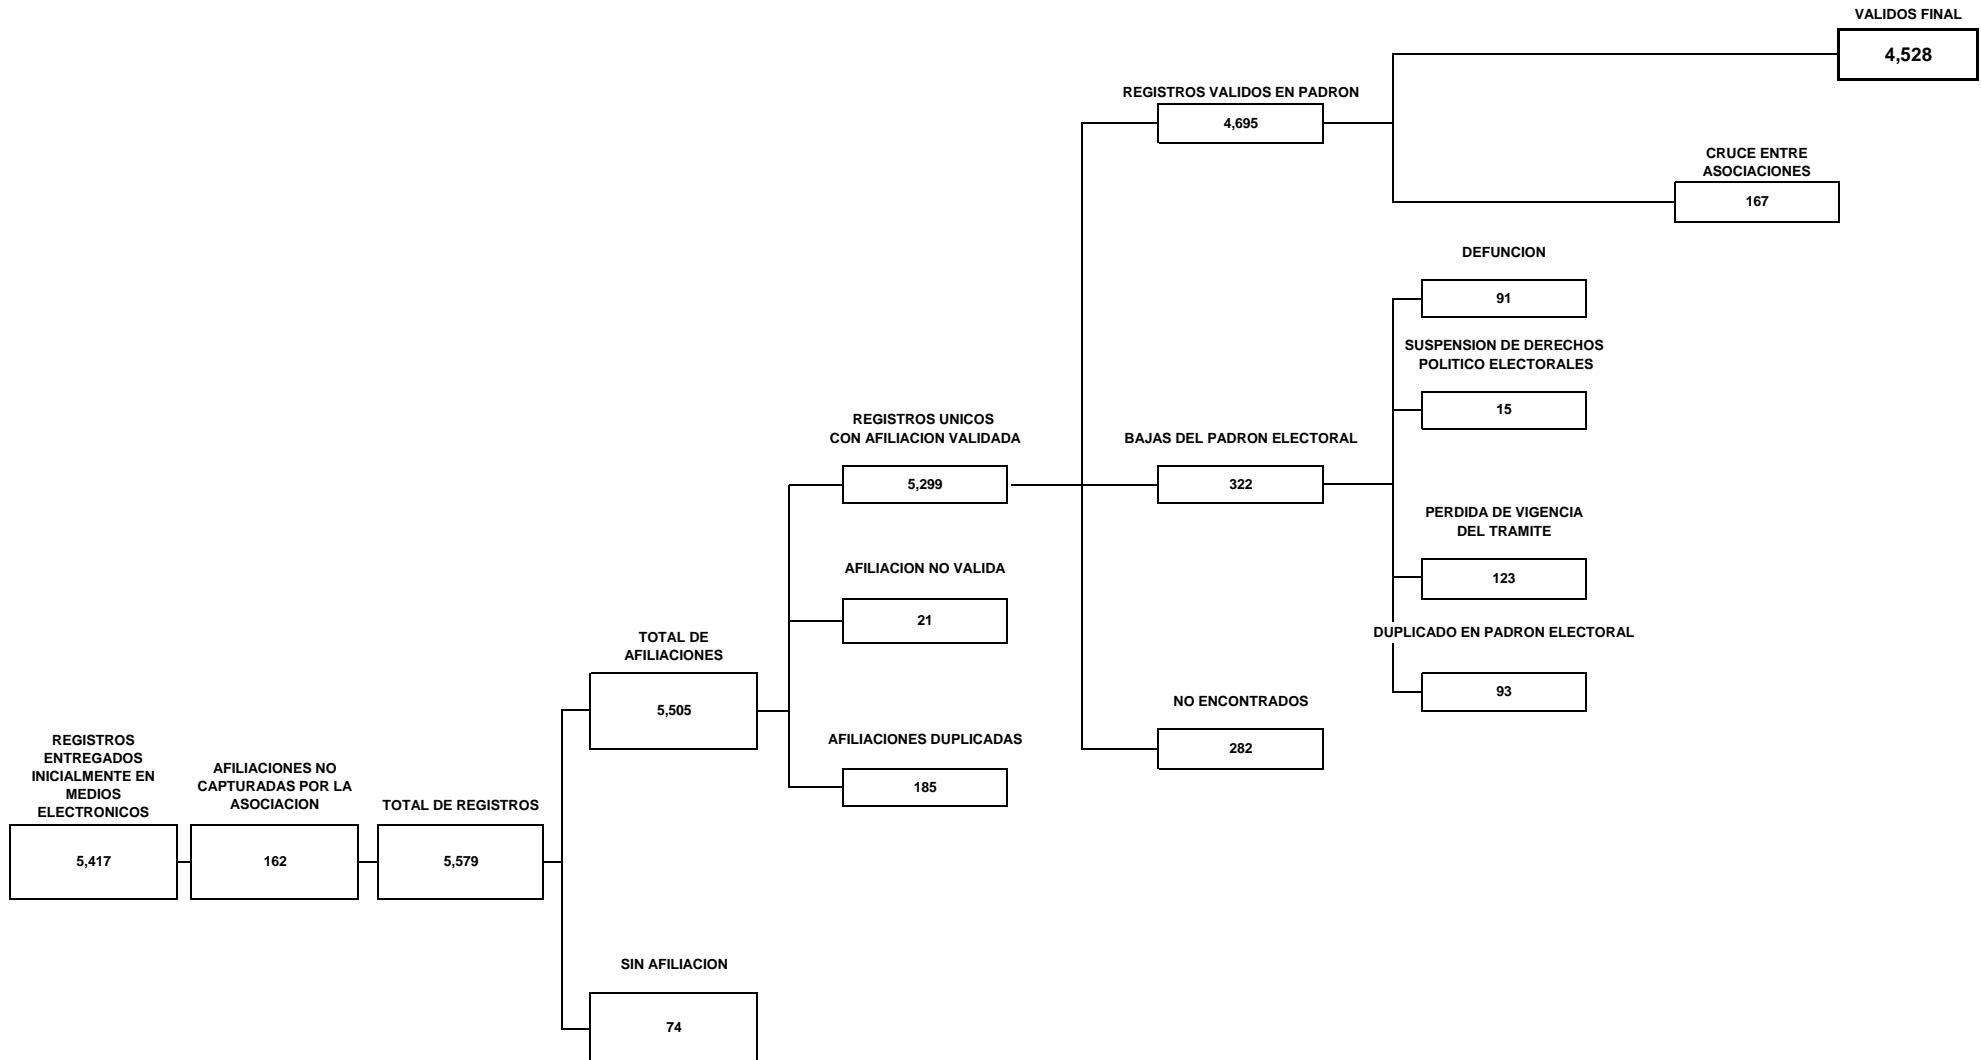 VALIDOS FINAL
4,528
REGISTROS VALIDOS EN PADRON
4,695
CRUCE ENTRE
ASOCIACIONES
167
DEFUNCION
91
SUSPENSION DE DERECHOS
POLITICO ELECTORALES
15
REGISTROS UNICOS
CON AFILIACION VALIDADA
5,299
BAJAS DEL PADRON ELECTORAL
322
PERDIDA DE VIGENCIA
DEL TRAMITE
123
AFILIACION NO VALIDA
21
DUPLICADO EN PADRON ELECTORAL
93
TOTAL DE
AFILIACIONES
5,505
NO ENCONTRADOS
282
AFILIACIONES DUPLICADAS
185
REGISTROS
ENTREGADOS
INICIALMENTE EN
MEDIOS
ELECTRONICOS
5,417
AFILIACIONES NO
CAPTURADAS POR LA
ASOCIACION
162
TOTAL DE REGISTROS
5,579
SIN AFILIACION
74